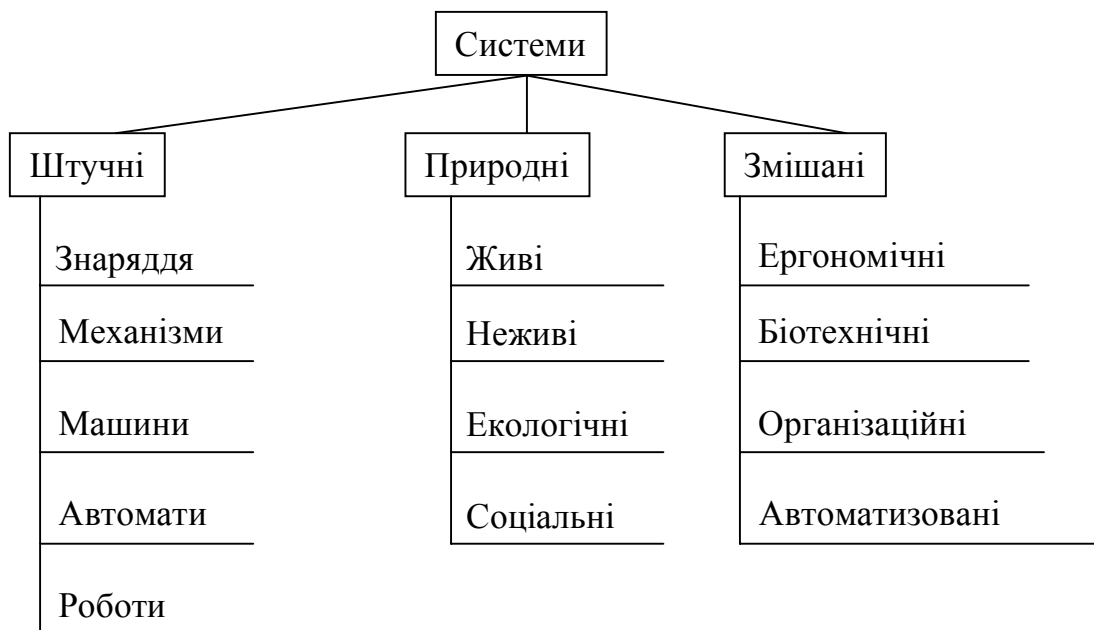 Системи
Штучні
Природні
Змішані
Знаряддя
Механізми
Машини
Автомати
Роботи
Живі
Неживі
Екологічні
Соціальні
Ергономічні
Біотехнічні
Організаційні
Автоматизовані